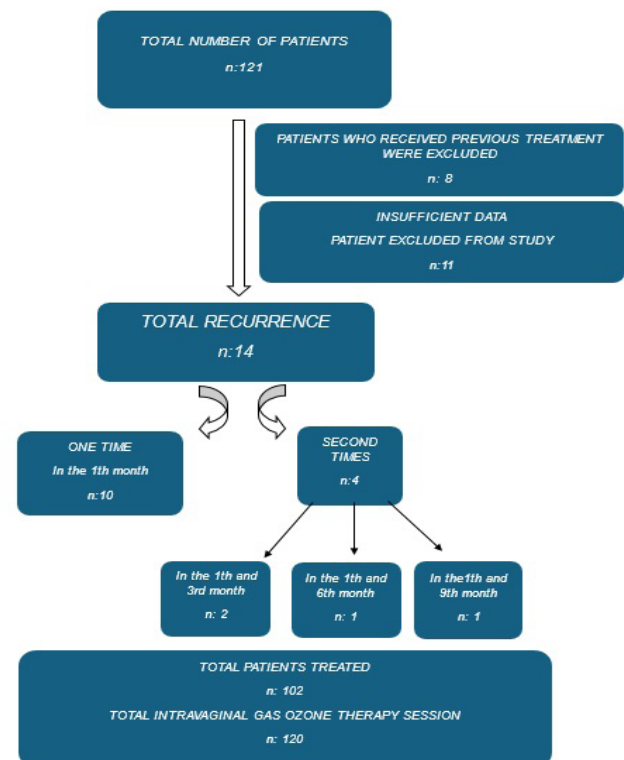 TOTAL NUMBER OF PATIENTS
n:121
PATIENTS WHO RECEIVED PREVIOUS TREATMENT
WERE EXCLUDED
n: 8
INSUFFICIENT DATA
PATIENT EXCLUDED FROM STUDY
n:11
TOTAL RECURRENCE
n:14
ONE TIME
In the 1th month
n:10
SECOND
TIMES
n:4
In the 1th and
3rd month
n: 2
In the 1th and
6th month
n: 1
In the1th and
9th month
n: 1
TOTAL PATIENTS TREATED
n: 102
TOTAL INTRAVAGINAL GAS OZONE THERAPY SESSION
n: 120